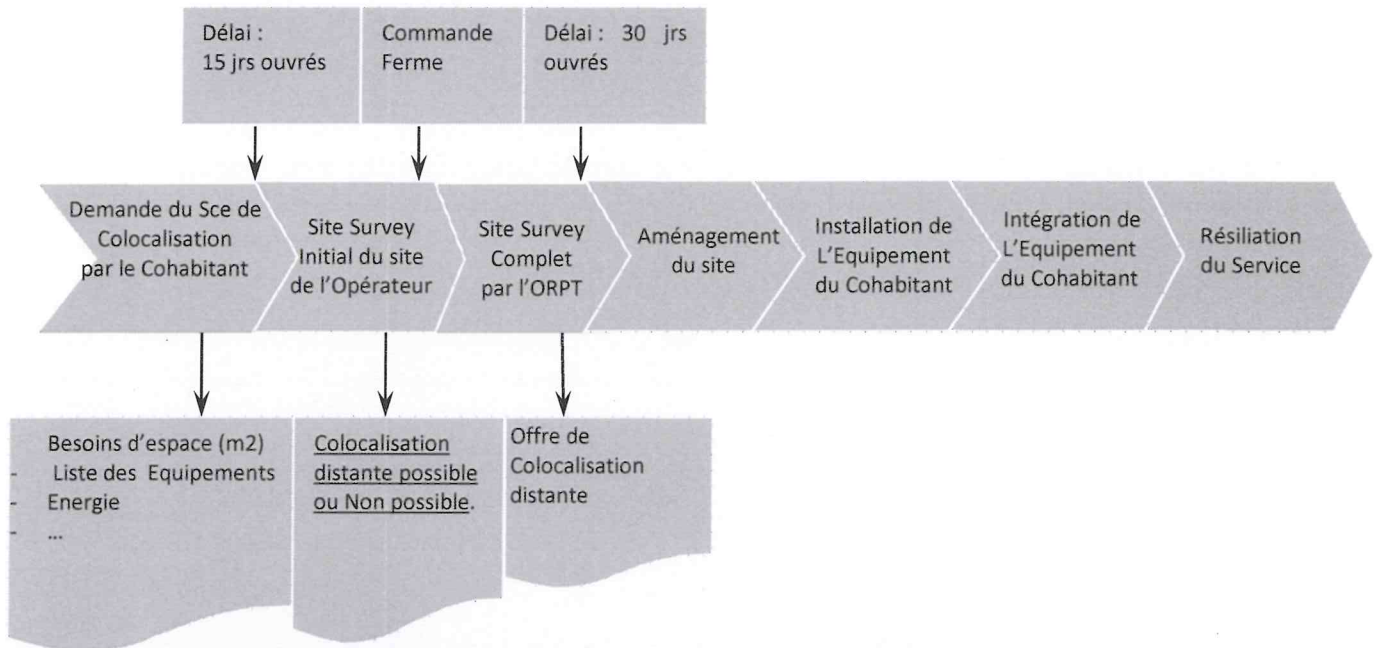 Délai :
15 jrs ouvrés
Commande
Ferme
Délai : 30 jrs
ouvrés
Demande du Sce de
Colocalisation
par le Cohabitant
Site Survey
Initial du site
de l'Opérateur
Site Survey
Complet
par l'ORPT
Aménagement
du site
Installation de
L'Equipement
du Cohabitant
Intégration de
L'Equipement
du Cohabitant
Résiliation
du Service
Besoins d'espace (m2)
- Liste des Equipements
- Energie
- ...
Colocalisation
distante possible
ou Non possible.
Offre de
Colocalisation
distante